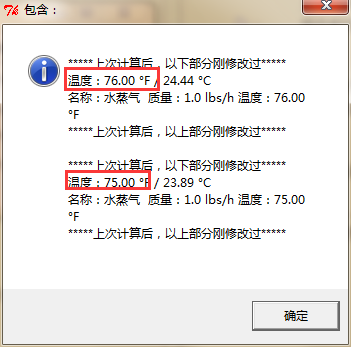 包含：
*****上次计算后，以下部分刚修改过*****
温度：76.00 °F / 24.44 °C
名称：水蒸气  质量：1.0 lbs/h 温度：76.00
°F
*****上次计算后，以上部分刚修改过*****
*****上次计算后，以下部分刚修改过*****
温度：75.00 °F / 23.89 °C
名称：水蒸气  质量：1.0 lbs/h 温度：75.00
°F
*****上次计算后，以上部分刚修改过*****
确定